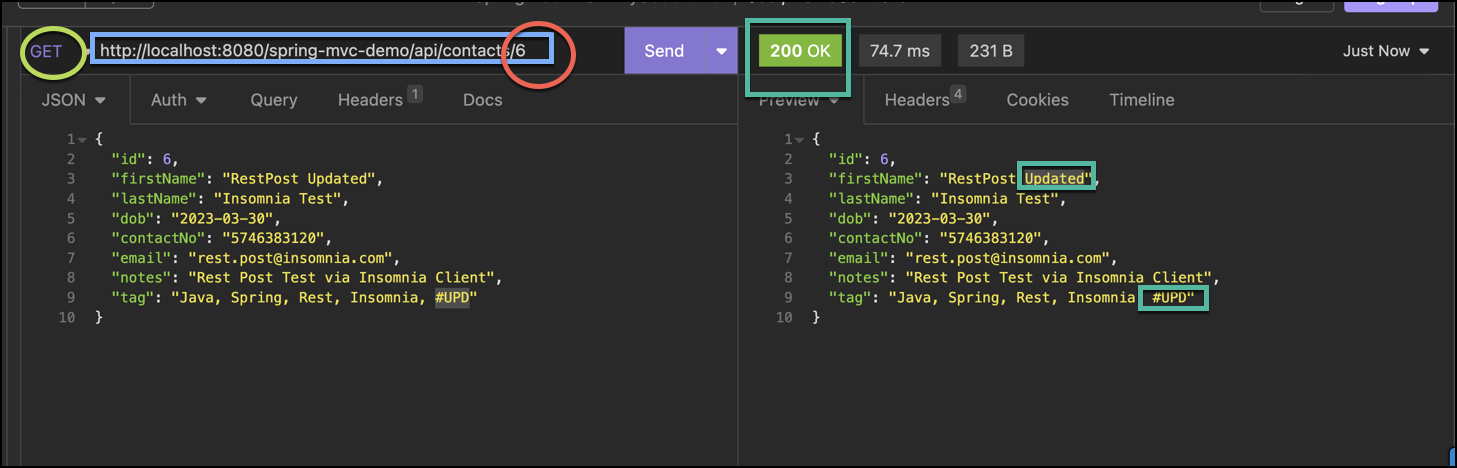 GET http://localhost:8080/spring-mvc-demo/api/contacts/6 Send 200 OK 74.7 ms 231 B Just Now
JSON Auth Query Headers 1 Docs Preview Headers 4 Cookies Timeline
1 {
2 "id": 6,
3 "firstName": "RestPost Updated",
4 "lastName": "Insomnia Test",
5 "dob": "2023-03-30",
6 "contactNo": "5746383120",
7 "email": "rest.post@insomnia.com",
8 "notes": "Rest Post Test via Insomnia Client",
9 "tag": "Java, Spring, Rest, Insomnia, #UPD"
10 }
1 {
2 "id": 6,
3 "firstName": "RestPost Updated",
4 "lastName": "Insomnia Test",
5 "dob": "2023-03-30",
6 "contactNo": "5746383120",
7 "email": "rest.post@insomnia.com",
8 "notes": "Rest Post Test via Insomnia Client",
9 "tag": "Java, Spring, Rest, Insomnia #UPD"
10 }